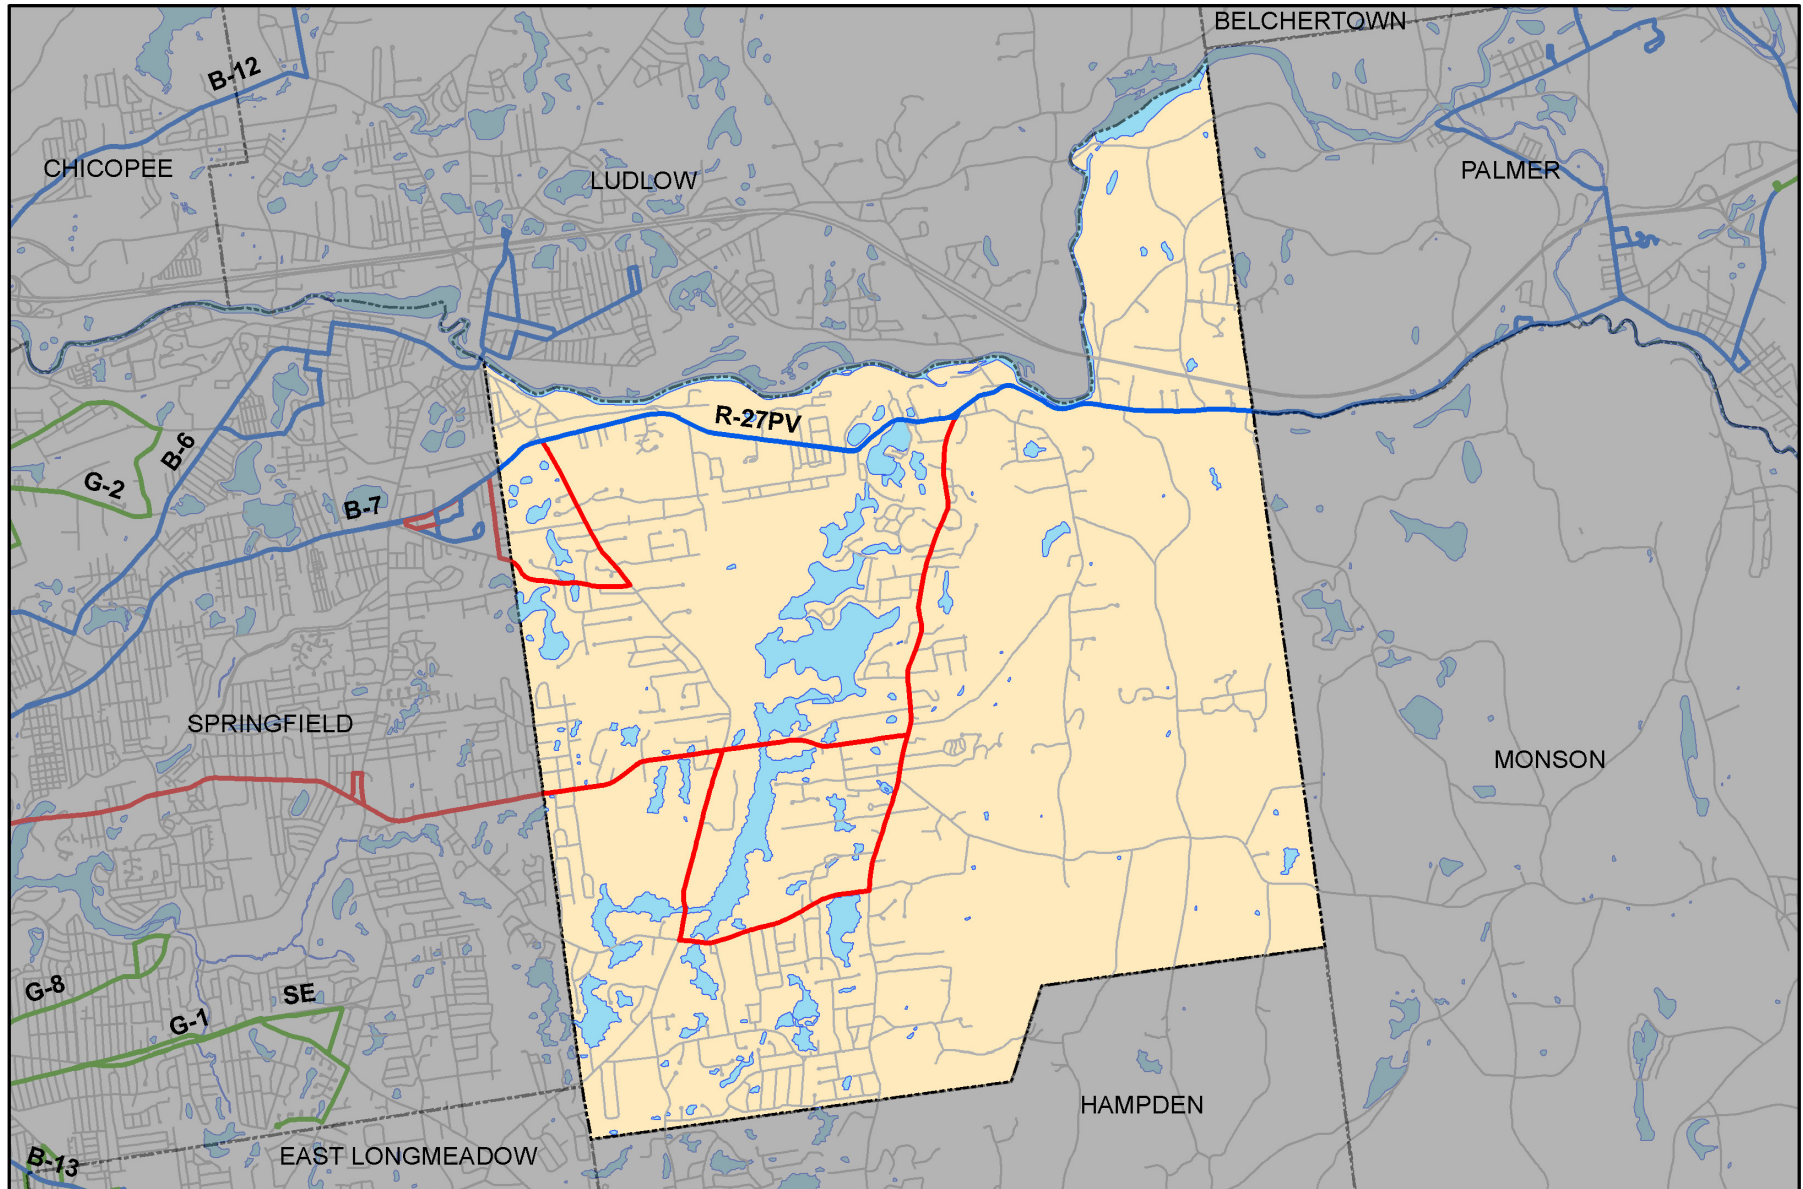 BELCHERTOWN
B-12
CHICOPEE
LUDLOW
PALMER
R-27PV
B-6
G-2
B-7
SPRINGFIELD
MONSON
G-8
SE
G-1
HAMPDEN
EAST LONGMEADOW
B-13